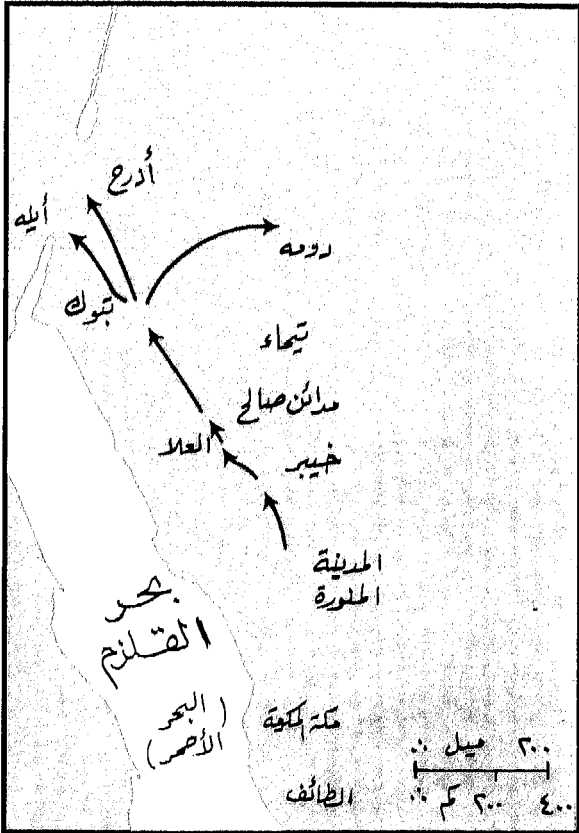 أذرح
أيله
دومه
تبوك
تيماء
مدائن صالح
العلا
خيبر
المدينة
المنورة
بحر
القلزم
(البحر
الأحمر)
مكة المكرمة
الطائف
٢٠٠ ميل
٤٠٠ ٢٠٠ كم